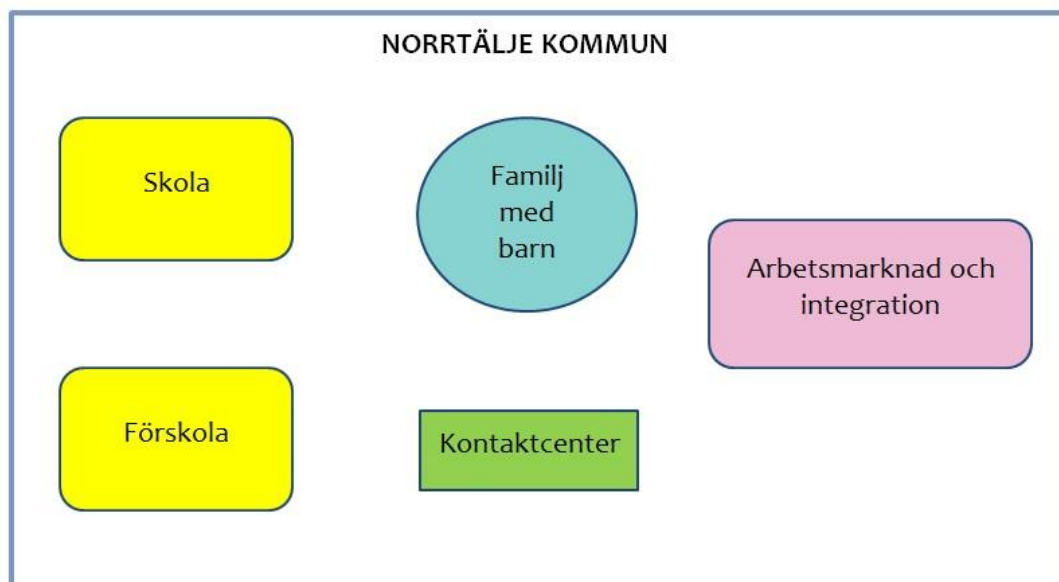 NORRTÄLJE KOMMUN
Skola
Familj
med
barn
Arbetsmarknad och
integration
Förskola
Kontaktcenter